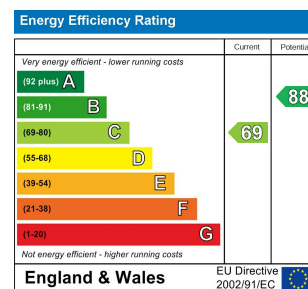 Energy Efficiency Rating
Current Potentia
Very energy efficient - lower running costs
(92 plus) A
(81-91) B
88
(69-80) C 69
(55-68) D
(39-54) E
(21-38) F
(1-20) G
Not energy efficient - higher running costs
England & Wales
EU Directive
2002/91/EC